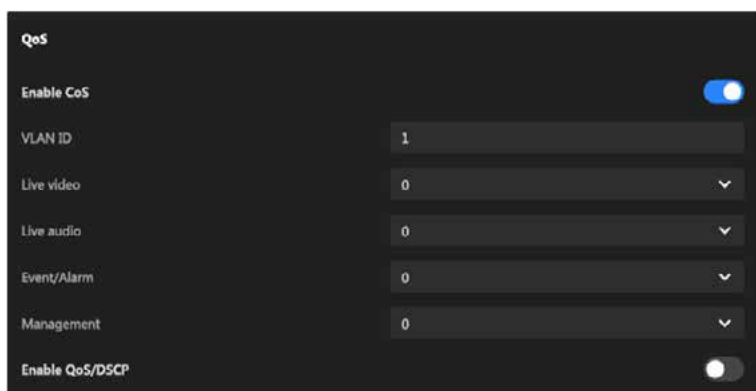 QoS
Enable CoS
VLAN ID 1
Live video 0
Live audio 0
Event/Alarm 0
Management 0
Enable QoS/DSCP